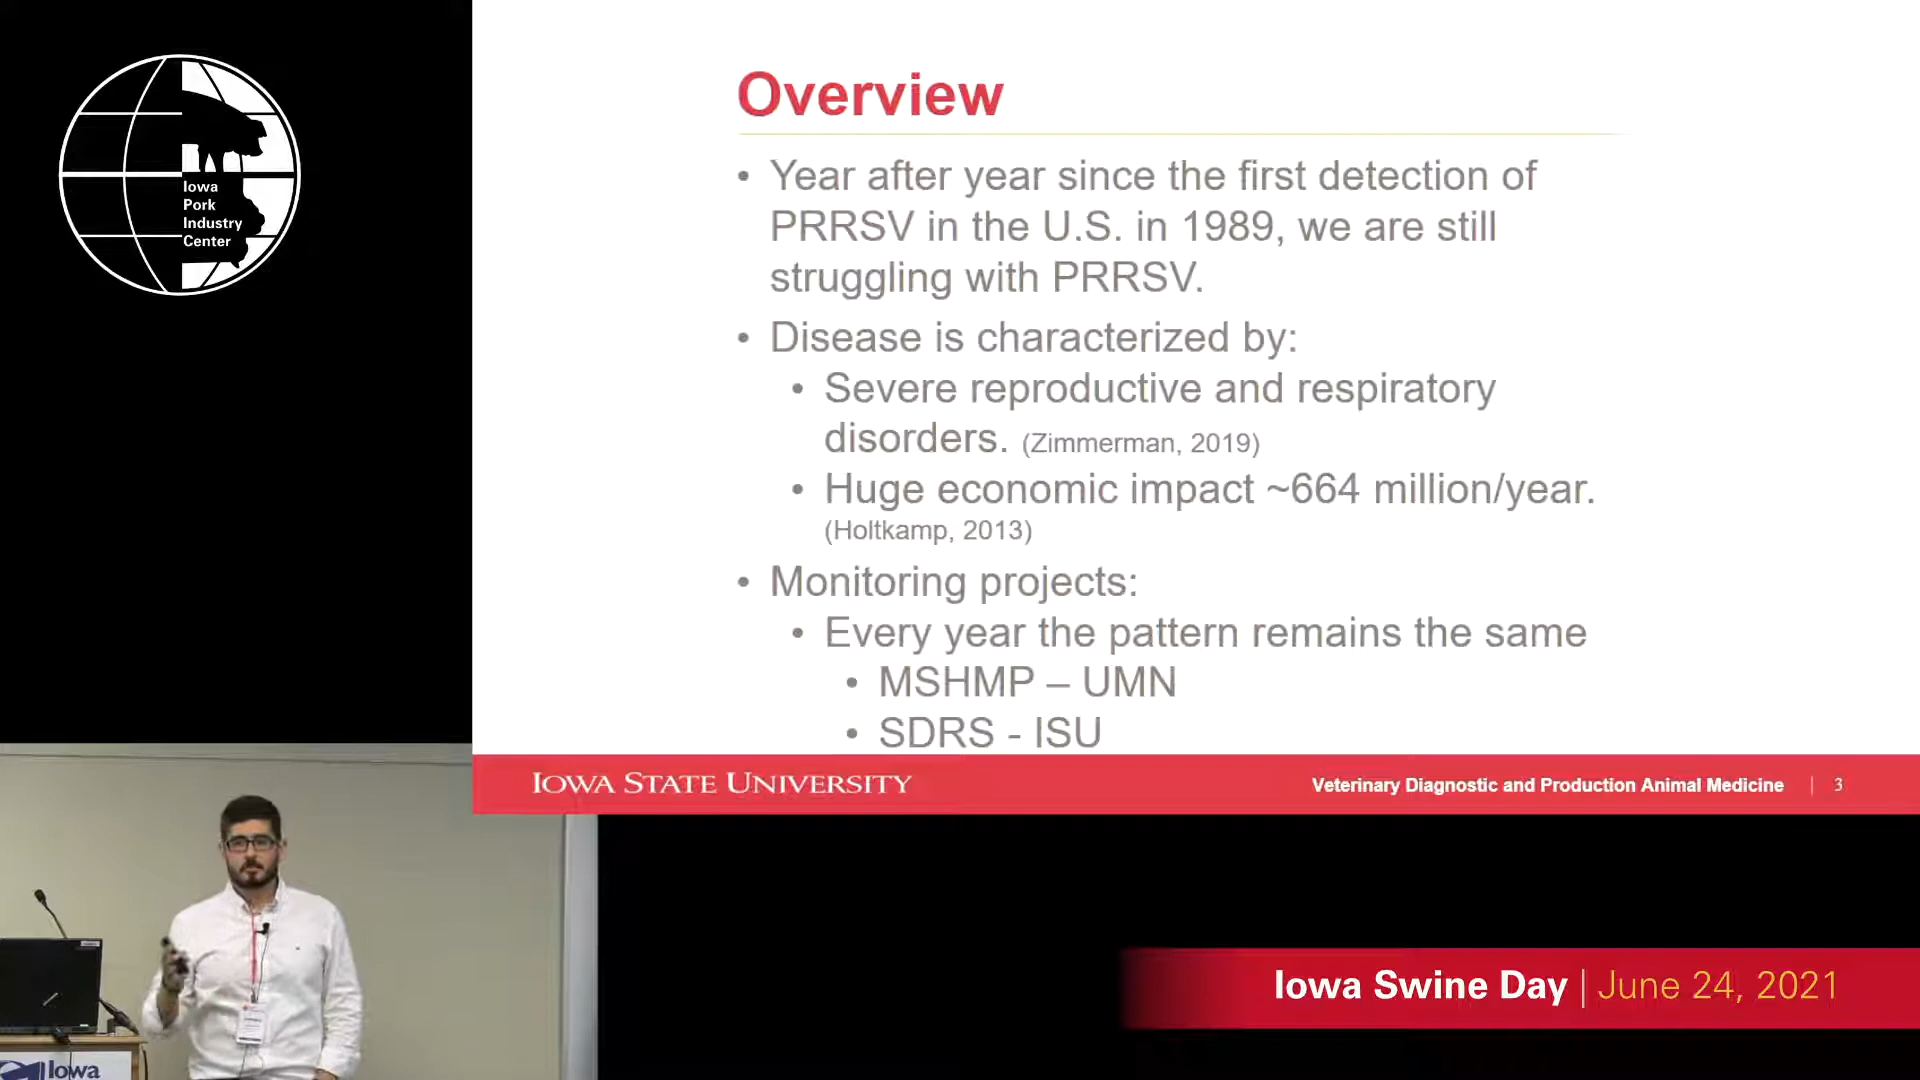 Iowa
Pork
Industry
Center
Overview
• Year after year since the first detection of
PRRSV in the U.S. in 1989, we are still
struggling with PRRSV.
• Disease is characterized by:
• Severe reproductive and respiratory
disorders. (Zimmerman, 2019)
• Huge economic impact ~664 million/year.
(Holtkamp, 2013)
• Monitoring projects:
• Every year the pattern remains the same
• MSHMP – UMN
• SDRS - ISU
IOWA STATE UNIVERSITY
Veterinary Diagnostic and Production Animal Medicine | 3
Iowa
Iowa Swine Day | June 24, 2021